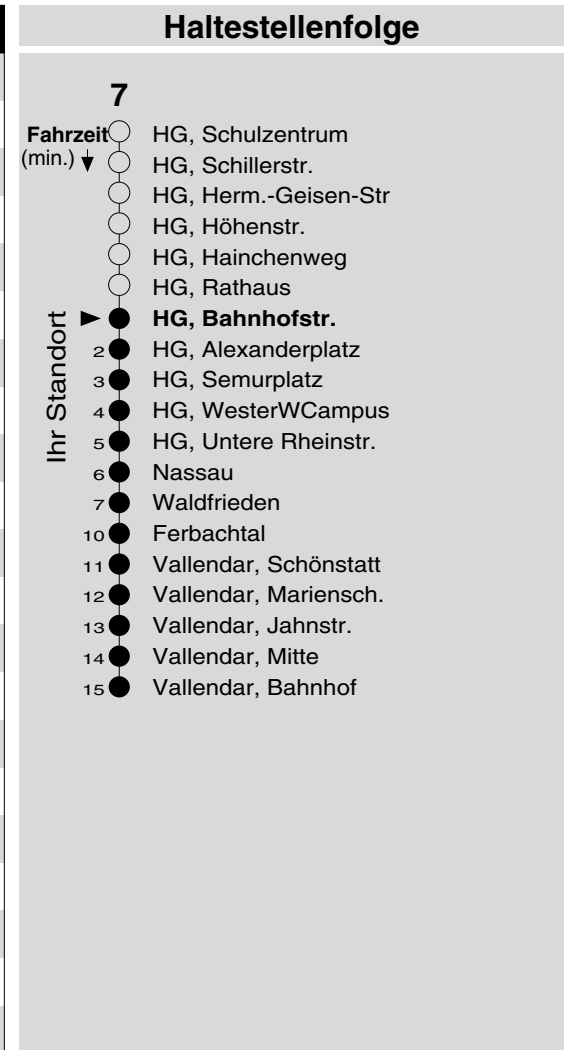 Haltestellenfolge
7
Fahrzeit HG, Schulzentrum
(min.) HG, Schillerstr.
HG, Herm.-Geisen-Str
HG, Höhenstr.
HG, Hainchenweg
HG, Rathaus
Ihr Standort
HG, Bahnhofstr.
2 HG, Alexanderplatz
3 HG, Semurplatz
4 HG, WesterWCampus
5 HG, Untere Rheinstr.
6 Nassau
7 Waldfrieden
10 Ferbachtal
11 Vallendar, Schönstatt
12 Vallendar, Mariensch.
13 Vallendar, Jahnstr.
14 Vallendar, Mitte
15 Vallendar, Bahnhof